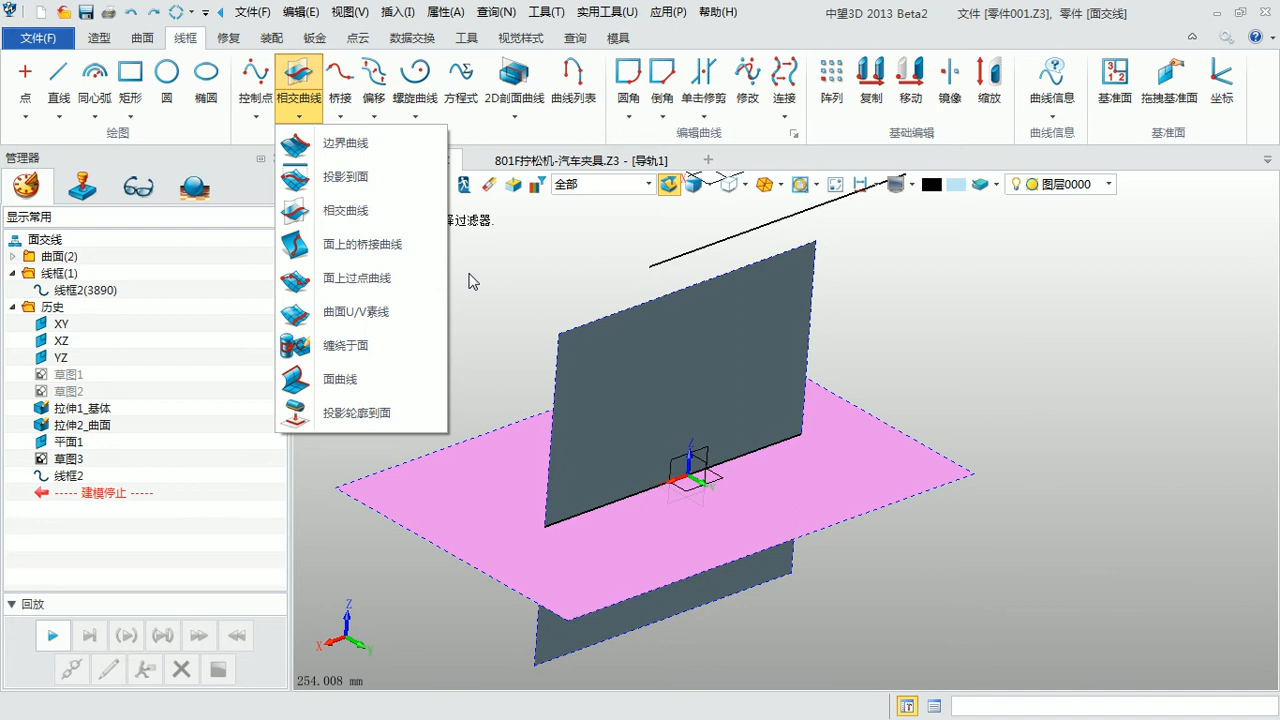 文件(F) 编辑(E) 视图(V) 插入(I) 属性(A) 查询(N) 工具(T) 实用工具(U) 应用(P) 帮助(H) 中望3D 2013 Beta2 文件 [零件001.Z3], 零件 [面交线]
文件(F) 造型 曲面 线框 修复 装配 钣金 点云 数据交换 工具 视觉样式 查询 模具
点 直线 同心弧 矩形 圆 椭圆 控制点 相交曲线 桥接 偏移 螺旋曲线 方程式 2D剖面曲线 曲线列表 圆角 倒角 单击修剪 修改 连接 阵列 复制 移动 镜像 缩放 曲线信息 基准面 拖拽基准面 坐标
绘图 编辑曲线 基础编辑 曲线信息 基准面
管理器
801F拧松机-汽车夹具.Z3 - [导轨1]
全部
图层0000
显示常用
择过滤器.
面交线
曲面(2)
线框(1)
线框2(3890)
历史
XY
XZ
YZ
草图1
草图2
拉伸1_基体
拉伸2_曲面
平面1
草图3
线框2
----- 建模停止 -----
边界曲线
投影到面
相交曲线
面上的桥接曲线
面上过点曲线
曲面U/V素线
缠绕于面
面曲线
投影轮廓到面
Z
Y
回放
Z
X
Y
254.008 mm